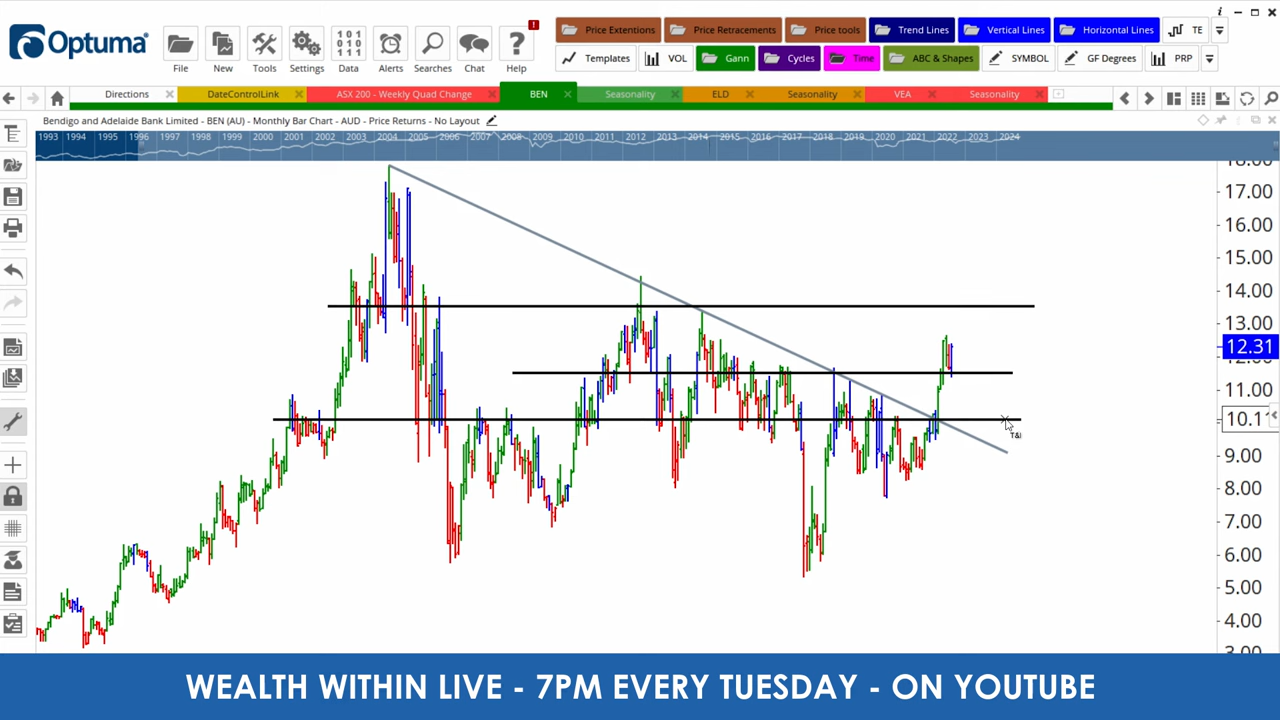 Optuma
File
New
Tools
Settings
101
010
111
Data
Alerts
Searches
Chat
?
!
Help
Price Extentions
Price Retracements
Price tools
Trend Lines
Vertical Lines
Horizontal Lines
TE
Templates
VOL
Gann
Cycles
Time
ABC & Shapes
SYMBOL
GF Degrees
PRP
Directions
DateControlLink
ASX 200 - Weekly Quad Change
BEN
Seasonality
ELD
Seasonality
VEA
Seasonality
Bendigo and Adelaide Bank Limited - BEN (AU) - Monthly Bar Chart - AUD - Price Returns - No Layout
1993 1994 1995 1996 1997 1998 1999 2000 2001 2002 2003 2004 2005 2006 2007 2008 2009 2010 2011 2012 2013 2014 2015 2016 2017 2018 2019 2020 2021 2022 2023 2024
18.00
17.00
16.00
15.00
14.00
13.00
12.31
12.00
11.00
10.1
T&I
9.00
8.00
7.00
6.00
5.00
4.00
3.00
WEALTH WITHIN LIVE - 7PM EVERY TUESDAY - ON YOUTUBE